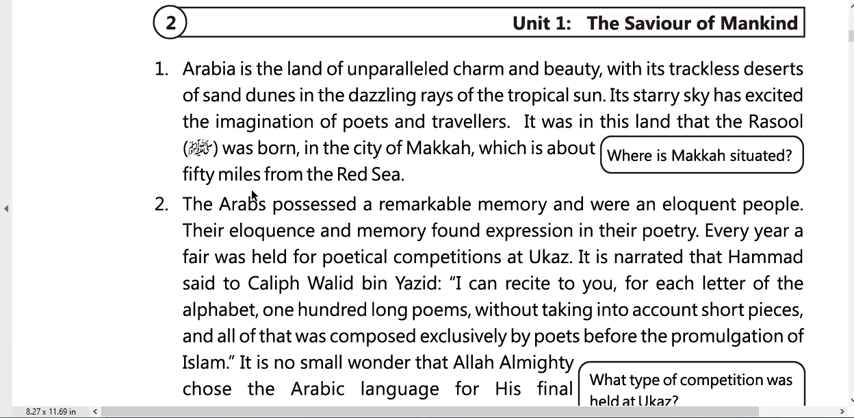 2
Unit 1: The Saviour of Mankind
1. Arabia is the land of unparalleled charm and beauty, with its trackless deserts
of sand dunes in the dazzling rays of the tropical sun. Its starry sky has excited
the imagination of poets and travellers. It was in this land that the Rasool
(ﷺ) was born, in the city of Makkah, which is about
Where is Makkah situated?
fifty miles from the Red Sea.
2. The Arabs possessed a remarkable memory and were an eloquent people.
Their eloquence and memory found expression in their poetry. Every year a
fair was held for poetical competitions at Ukaz. It is narrated that Hammad
said to Caliph Walid bin Yazid: “I can recite to you, for each letter of the
alphabet, one hundred long poems, without taking into account short pieces,
and all of that was composed exclusively by poets before the promulgation of
Islam.” It is no small wonder that Allah Almighty
chose the Arabic language for His final
What type of competition was
held at Ukaz?
8.27 x 11.69 in